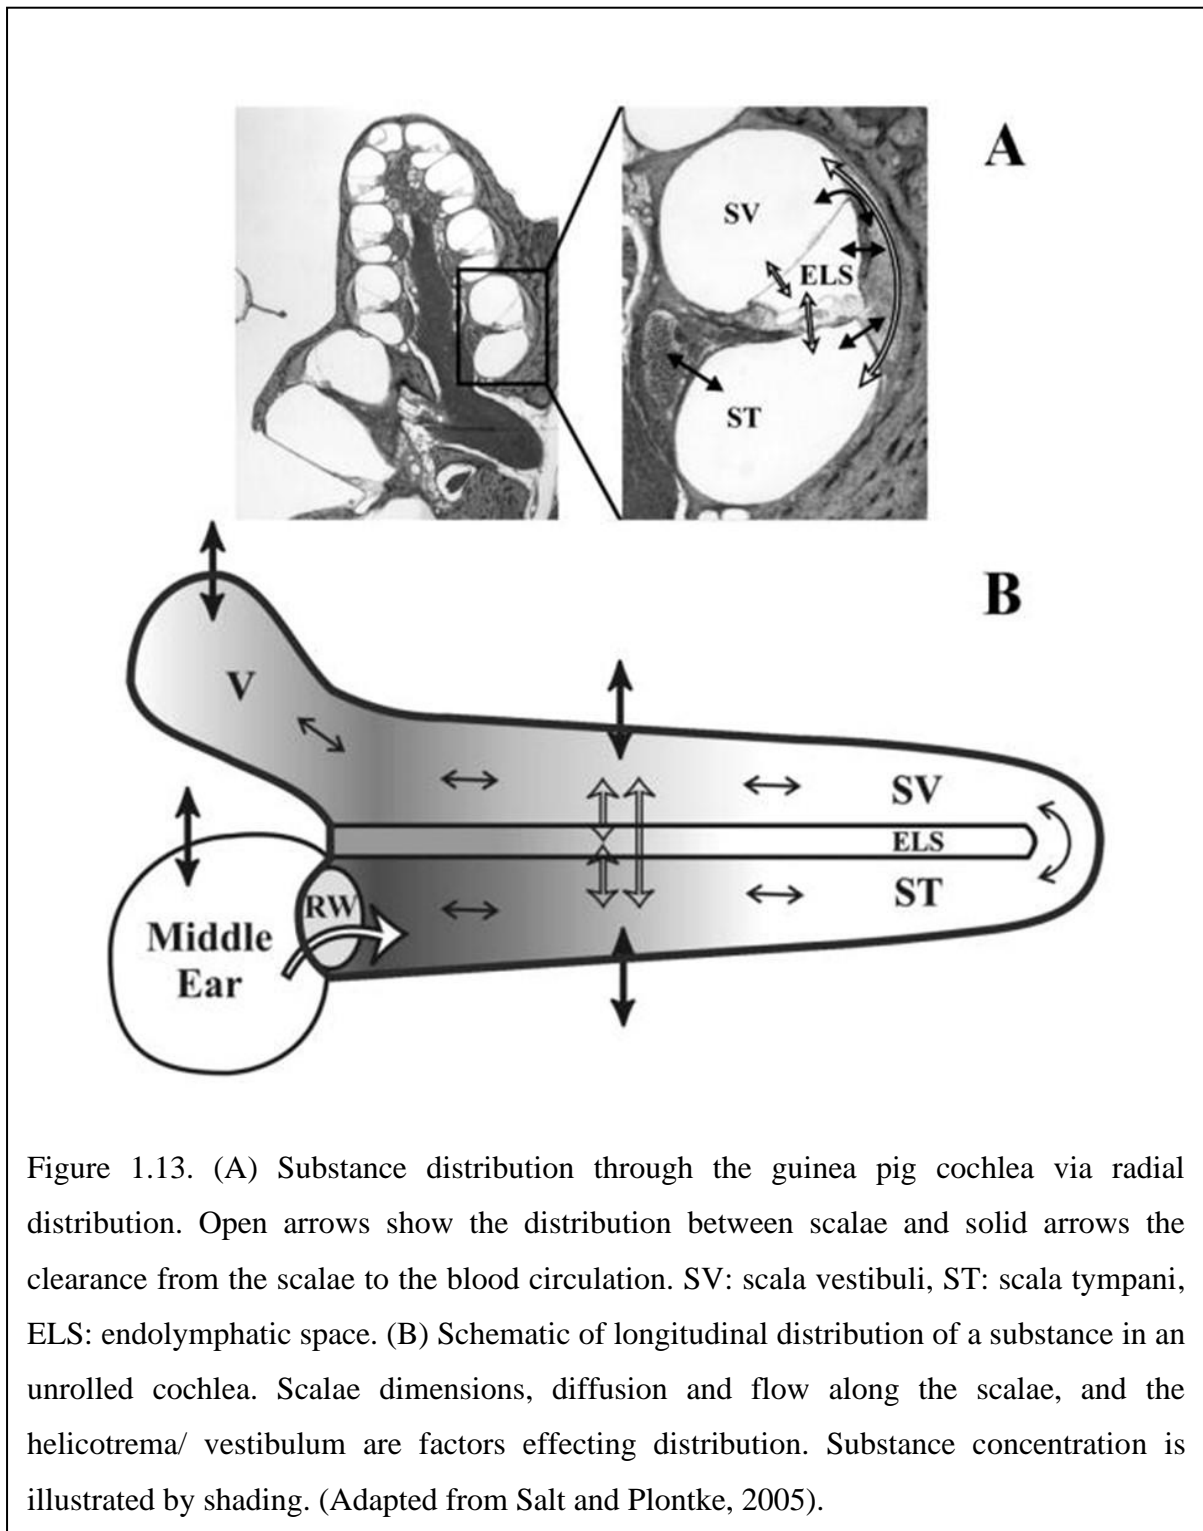 A
SV
ELS
ST
B
V
SV
ELS
RW
ST
Middle
Ear
Figure 1.13. (A) Substance distribution through the guinea pig cochlea via radial
distribution. Open arrows show the distribution between scalae and solid arrows the
clearance from the scalae to the blood circulation. SV: scala vestibuli, ST: scala tympani,
ELS: endolymphatic space. (B) Schematic of longitudinal distribution of a substance in an
unrolled cochlea. Scalae dimensions, diffusion and flow along the scalae, and the
helicotrema/ vestibulum are factors effecting distribution. Substance concentration is
illustrated by shading. (Adapted from Salt and Plontke, 2005).